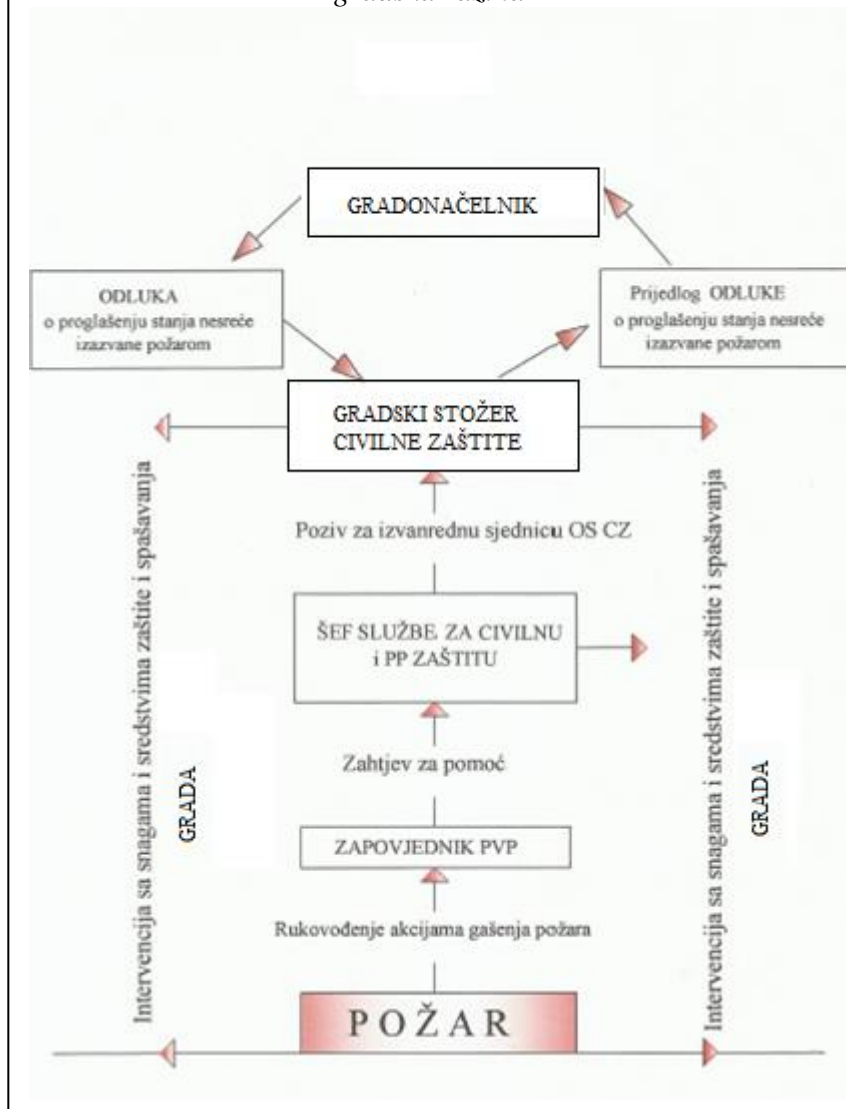 GRADONAČELNIK
ODLUKA
o proglašenju stanja nesreće
izazvane požarom
Prijedlog ODLUKE
o proglašenju stanja nesreće
izazvane požarom
GRADSKI STOŽER
CIVILNE ZAŠTITE
Poziv za izvanrednu sjednicu OS CZ
ŠEF SLUŽBE ZA CIVILNU
i PP ZAŠTITU
Zahtjev za pomoć
ZAPOVJEDNIK PVP
Rukovođenje akcijama gašenja požara
POŽAR
Intervencija sa snagama i sredstvima zaštite i spašavanja
GRADA
Intervencija sa snagama i sredstvima zaštite i spašavanja
GRADA